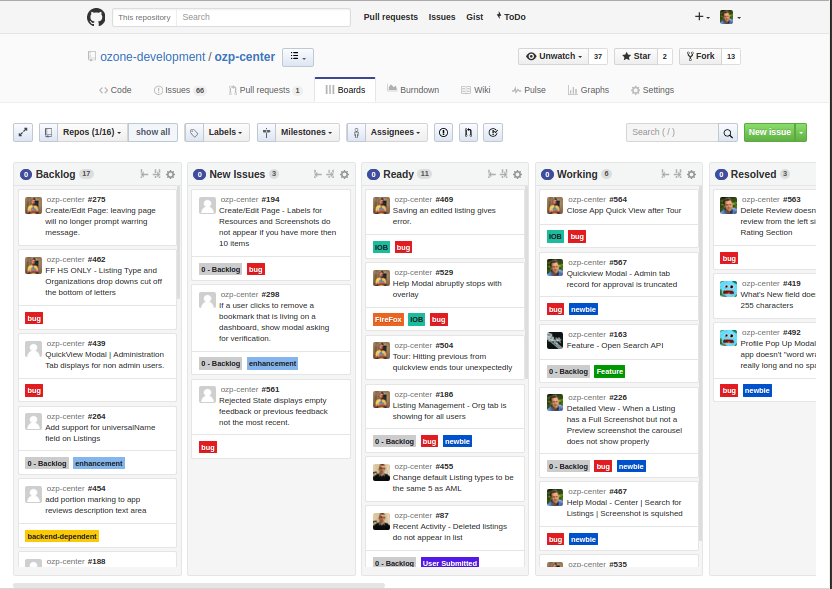 This repository Search Pull requests Issues Gist ToDo
ozone-development / ozp-center Unwatch 37 Star 2 Fork 13
Code Issues 66 Pull requests 1 Boards Burndown Wiki Pulse Graphs Settings
Repos (1/16) show all Labels Milestones Assignees Search ( / ) New issue
0 Backlog 17
ozp-center #275
Create/Edit Page: leaving page
will no longer prompt warring
message.
ozp-center #462
FF HS ONLY - Listing Type and
Organizations drop downs cut off
the bottom of letters
bug
ozp-center #439
QuickView Modal | Administration
Tab displays for non admin users.
bug
ozp-center #264
Add support for universalName
field on Listings
0 - Backlog enhancement
ozp-center #454
add portion marking to app
reviews description text area
backend-dependent
ozp-center #188
0 New Issues 3
ozp-center #194
Create/Edit Page - Labels for
Resources and Screenshots do
not appear if you have more then
10 items
0 - Backlog bug
ozp-center #298
If a user clicks to remove a
bookmark that is living on a
dashboard, show modal asking
for verification.
0 - Backlog enhancement
ozp-center #561
Rejected State displays empty
feedback or previous feedback
not the most recent.
bug
0 Ready 11
ozp-center #469
Saving an edited listing gives
error.
IOB bug
ozp-center #529
Help Modal abruptly stops with
overlay
FireFox IOB bug
ozp-center #504
Tour: Hitting previous from
quickview ends tour unexpectedly
ozp-center #186
Listing Management - Org tab is
showing for all users
0 - Backlog bug newbie
ozp-center #455
Change default Listing types to be
the same 5 as AML
ozp-center #87
Recent Activity - Deleted listings
do not appear in list
0 - Backlog User Submitted
0 Working 6
ozp-center #564
Close App Quick View after Tour
IOB bug
ozp-center #567
Quickview Modal - Admin tab
record for approval is truncated
bug newbie
ozp-center #163
Feature - Open Search API
0 - Backlog Feature
ozp-center #226
Detailed View - When a Listing
has a Full Screenshot but not a
Preview screenshot the carousel
does not show properly
0 - Backlog bug newbie
ozp-center #467
Help Modal - Center | Search for
Listings | Screenshot is squished
bug newbie
ozp-center #535
0 Resolved 3
ozp-center #563
Delete Review doesn
review from the left si
Rating Section
bug
ozp-center #419
What's New field doe
255 characters
ozp-center #492
Profile Pop Up Modal
app doesn't "word wra
really long and no spa
bug newbie